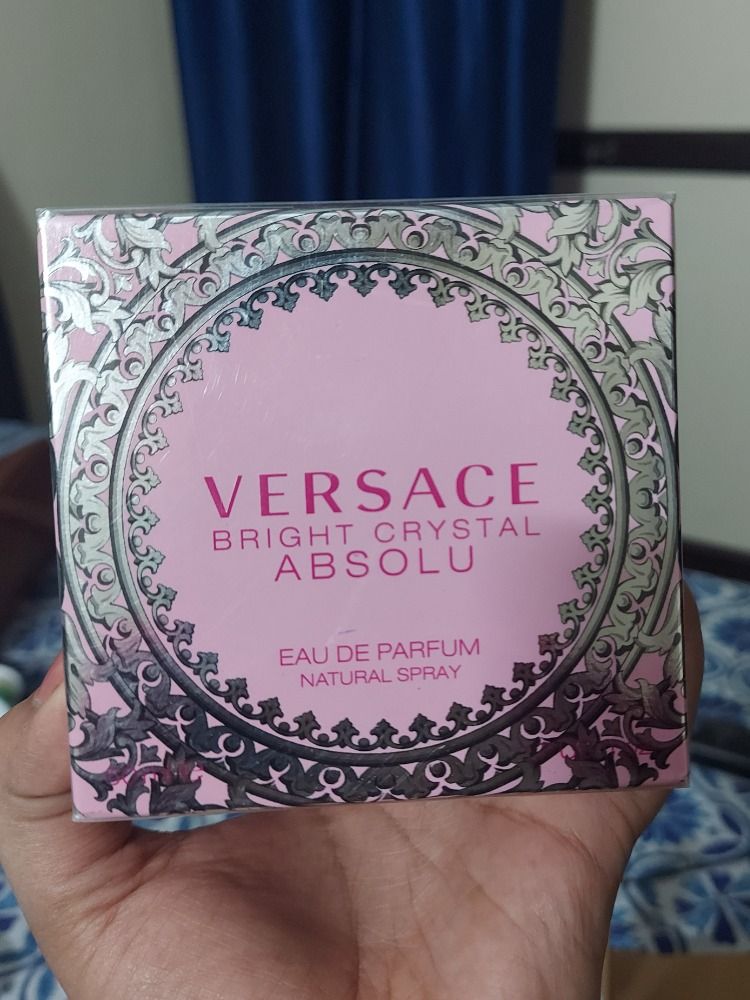 VERSACE
BRIGHT CRYSTAL
ABSOLU
EAU DE PARFUM
NATURAL SPRAY